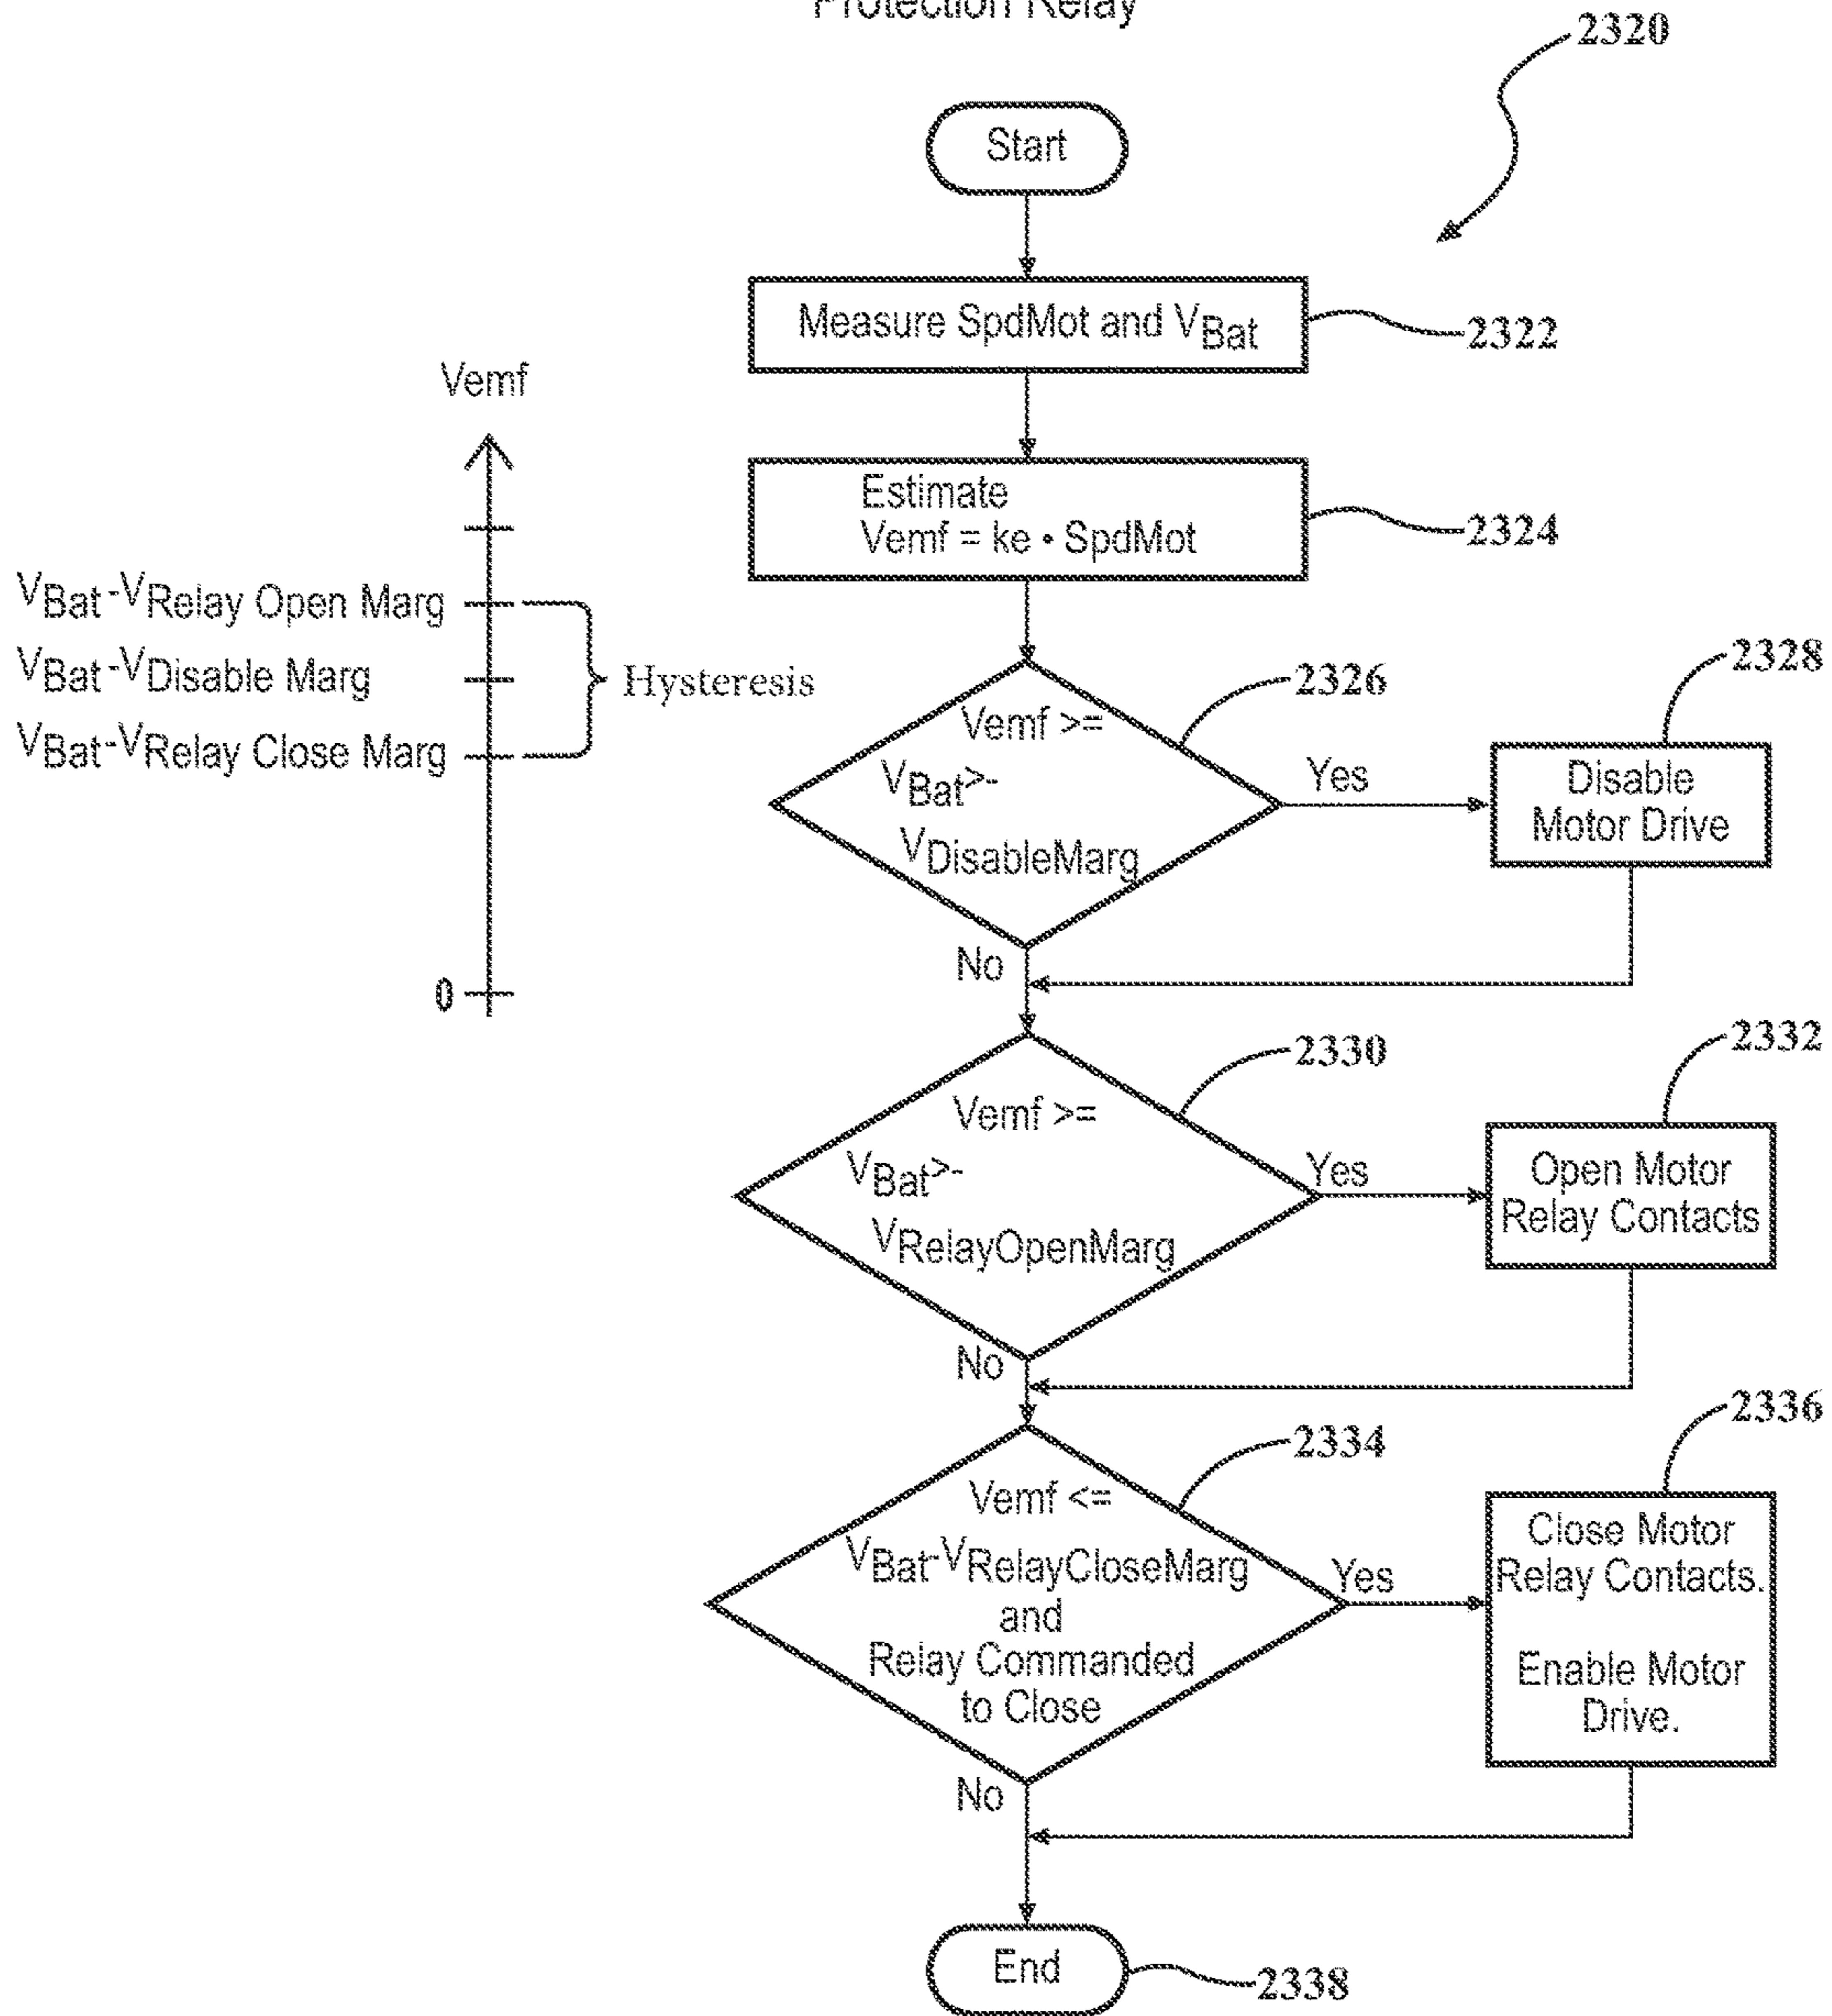 Protection Relay
2320
Start
Measure SpdMot and VBat
2322
Estimate
Vemf = ke • SpdMot
2324
Vemf
VBat -VRelay Open Marg
VBat -VDisable Marg
VBat -VRelay Close Marg
Hysteresis
0
Vemf >=
VBat>-
VDisableMarg
2326
Yes
2328
Disable
Motor Drive
No
Vemf >=
VBat>-
VRelayOpenMarg
2330
Yes
2332
Open Motor
Relay Contacts
No
Vemf <=
VBat-VRelayCloseMarg
and
Relay Commanded
to Close
2334
Yes
2336
Close Motor
Relay Contacts.
Enable Motor
Drive.
No
End
2338